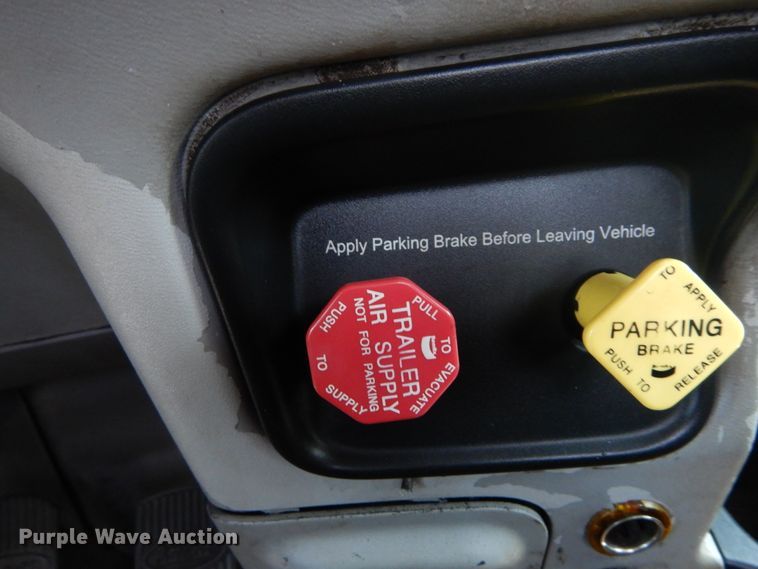 Apply Parking Brake Before Leaving Vehicle
PULL TO EVACUATE
TRAILER
AIR SUPPLY
NOT FOR PARKING
PUSH TO SUPPLY
TO APPLY
PARKING
BRAKE
PUSH TO RELEASE
Purple Wave Auction